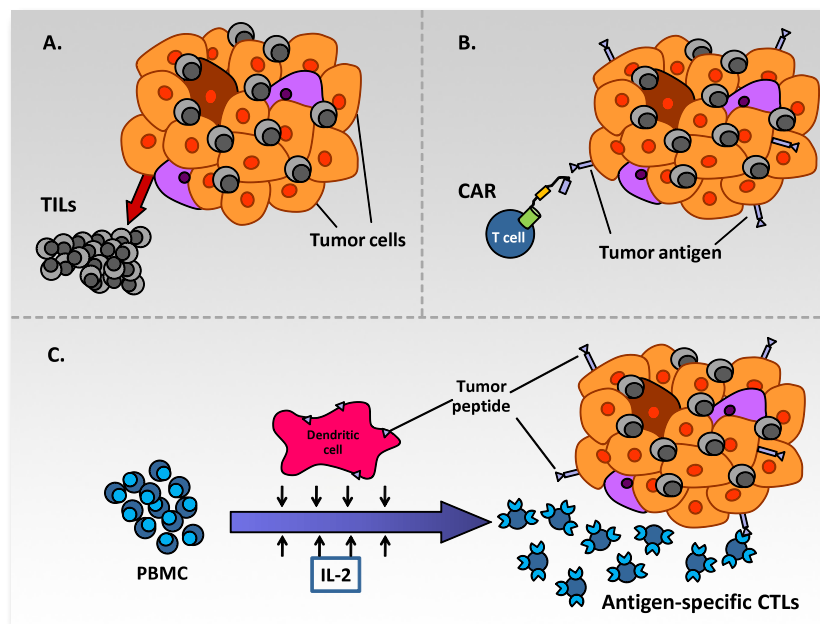 A.
TILs
Tumor cells
B.
CAR
T cell
Tumor antigen
C.
Tumor
peptide
Dendritic
cell
PBMC
IL-2
Antigen-specific CTLs